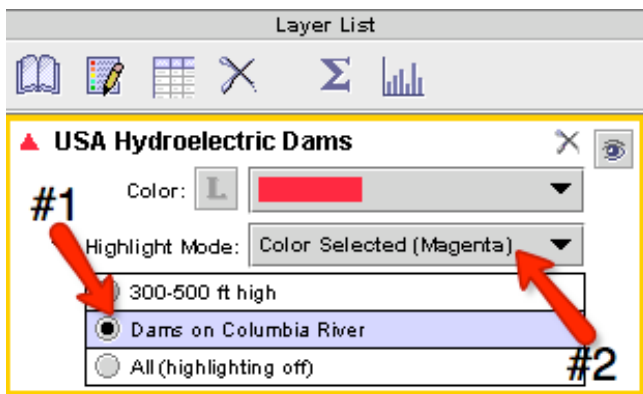 Layer List
Σ
USA Hydroelectric Dams
Color: L
#1
Highlight Mode: Color Selected (Magenta)
300-500 ft high
Dams on Columbia River
All (highlighting off)
#2